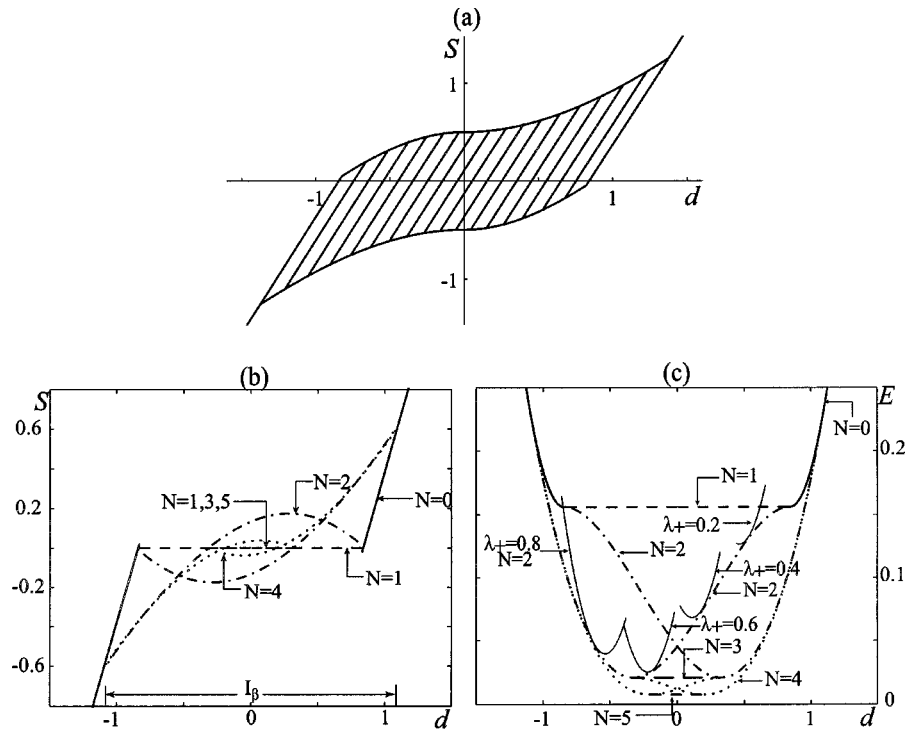 (a)
S
1
-1
1
d
-1
(b)
S
0.6
N=2
N=1,3,5
N=0
0.2
-0.2
N=4
N=1
-0.6
I_β
-1
0
1
d
(c)
E
N=0
0.2
N=1
λ+=0.2
λ+=0.8
N=2
N=2
λ+=0.4
N=2
0.1
λ+=0.6
N=3
N=4
0
-1
0
1
d
N=5